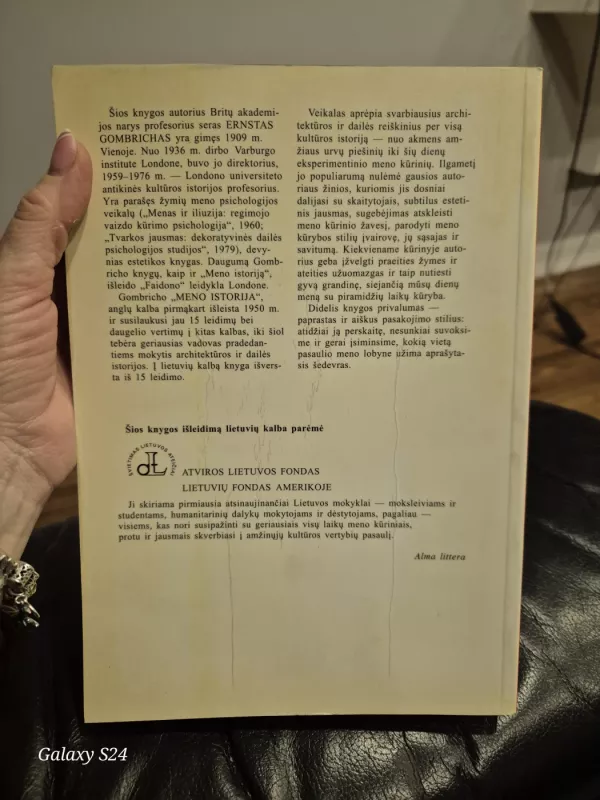 Šios knygos autorius Britų akademi-
jos narys profesorius seras ERNSTAS
GOMBRICHAS yra gimęs 1909 m.
Vienoje. Nuo 1936 m. dirbo Varburgo
institute Londone, buvo jo direktorius,
1959–1976 m. — Londono universiteto
antikinės kultūros istorijos profesorius.
Yra parašęs žymių meno psichologijos
veikalų („Menas ir iliuzija: regimojo
vaizdo kūrimo psichologija“, 1960;
„Tvarkos jausmas: dekoratyvinės dailės
psichologijos studijos“, 1979), devy-
nias estetikos knygas. Daugumą Gomb-
richo knygų, kaip ir „Meno istoriją“,
išleido „Faidono“ leidykla Londone.
Gombricho „MENO ISTORIJA“,
anglų kalba pirmąkart išleista 1950 m.
ir susilaukusi jau 15 leidimų bei
daugelio vertimų į kitas kalbas, iki šiol
tebėra geriausias vadovas pradedan-
tiems mokytis architektūros ir dailės
istorijos. Į lietuvių kalbą knyga išvers-
ta iš 15 leidimo.
Veikalas aprėpia svarbiausius archi-
tektūros ir dailės reiškinius per visą
kultūros istoriją — nuo akmens am-
žiaus urvų piešinių iki šių dienų
eksperimentinio meno kūrinių. Ilgametį
jo populiarumą nulėmė gausios auto-
riaus žinios, kuriomis jis dosniai
dalijasi su skaitytojais, subtilus esteti-
nis jausmas, sugebėjimas atskleisti
meno kūrinio žavesį, parodyti meno
kūrybos stilių įvairovę, jų sąsajas ir
savitumą. Kiekviename kūrinyje auto-
rius geba įžvelgti praeities žymes ir
ateities užuomazgas ir taip nutiesti
gyvą grandinę, siejančią mūsų dienų
meną su piramidžių laikų kūryba.
Didelis knygos privalumas —
paprastas ir aiškus pasakojimo stilius:
atidžiai ją perskaitę, nesunkiai suvoksi-
me ir gerai įsiminsime, kokią vietą
pasaulio meno lobyne užima aprašyta-
sis šedevras.
Šios knygos išleidimą lietuvių kalba parėmė
ŠVIETIMAS LIETUVOS ATEIČIAI
ATVIROS LIETUVOS FONDAS
LIETUVIŲ FONDAS AMERIKOJE
Ji skiriama pirmiausia atsinaujinančiai Lietuvos mokyklai — moksleiviams ir
studentams, humanitarinių dalykų mokytojams ir dėstytojams, pagaliau —
visiems, kas nori susipažinti su geriausiais visų laikų meno kūriniais,
protu ir jausmais skverbiasi į amžinųjų kultūros vertybių pasaulį.
Alma littera
Galaxy S24